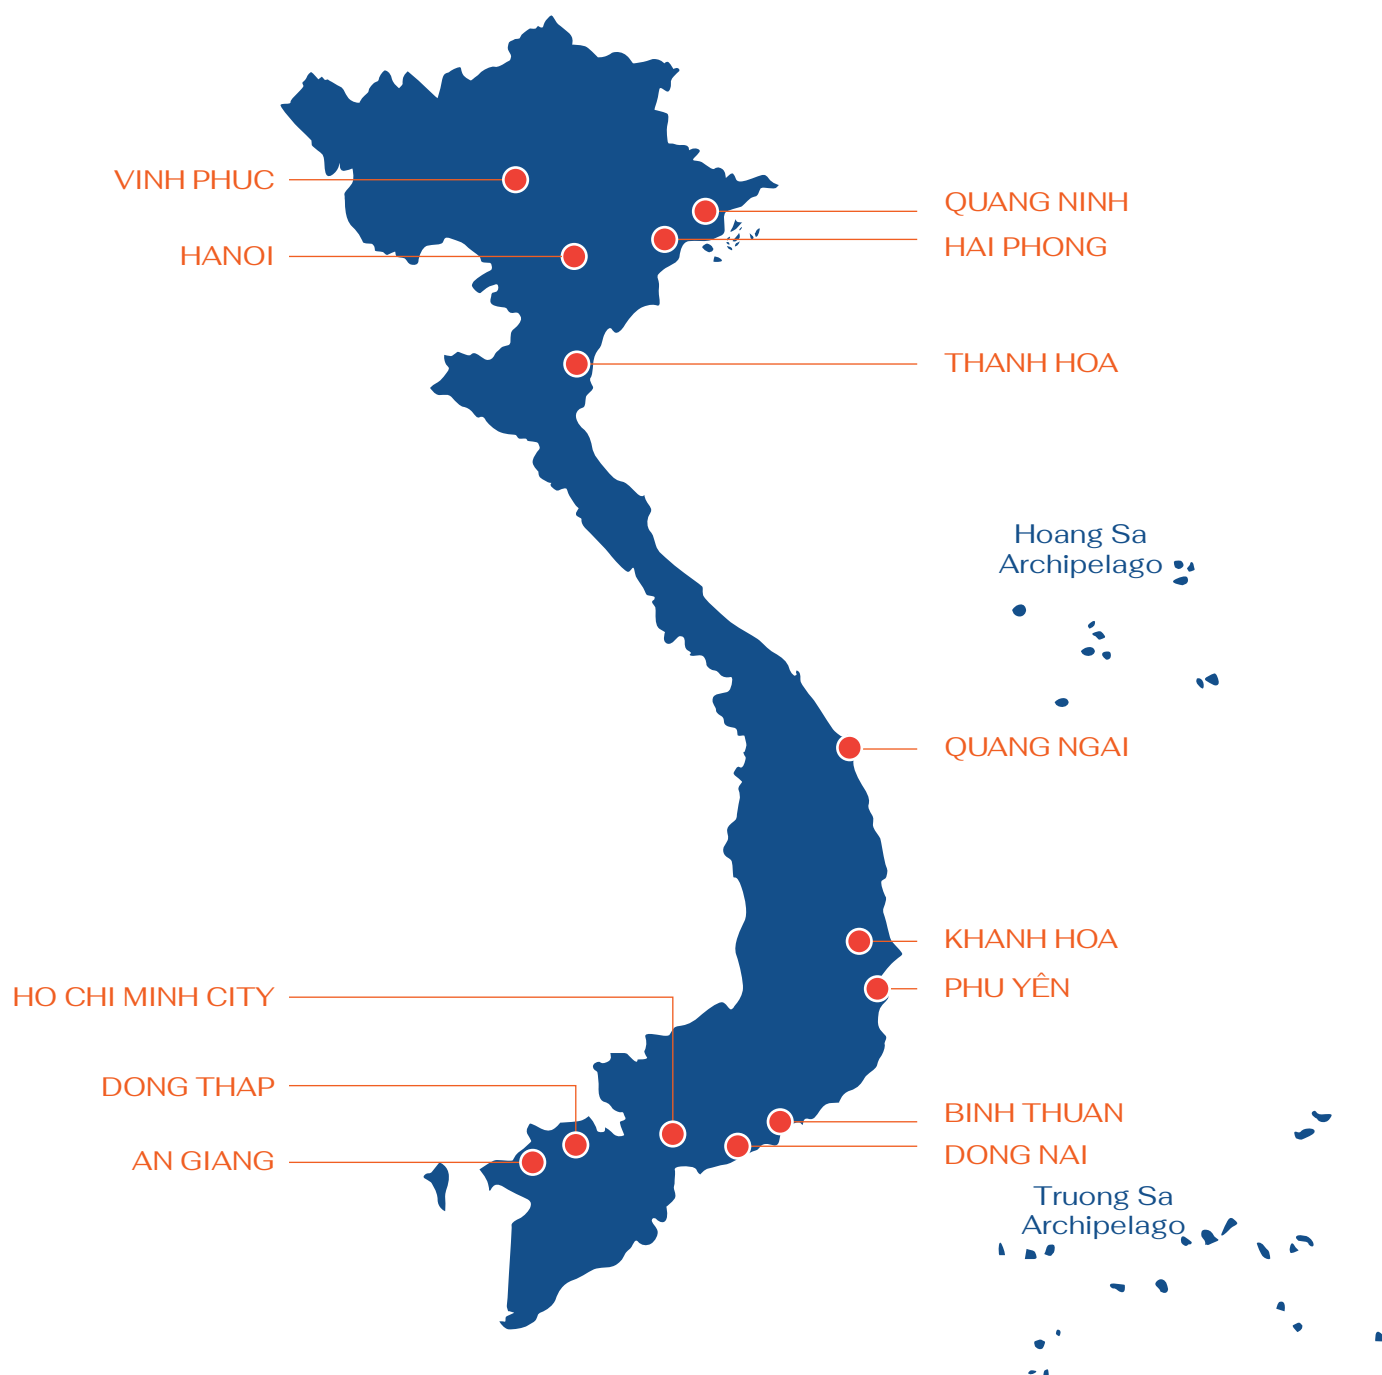 VINH PHUC
QUANG NINH
HAI PHONG
HANOI
THANH HOA
Hoang Sa
Archipelago
QUANG NGAI
KHANH HOA
PHU YÊN
HO CHI MINH CITY
DONG THAP
BINH THUAN
DONG NAI
AN GIANG
Truong Sa
Archipelago